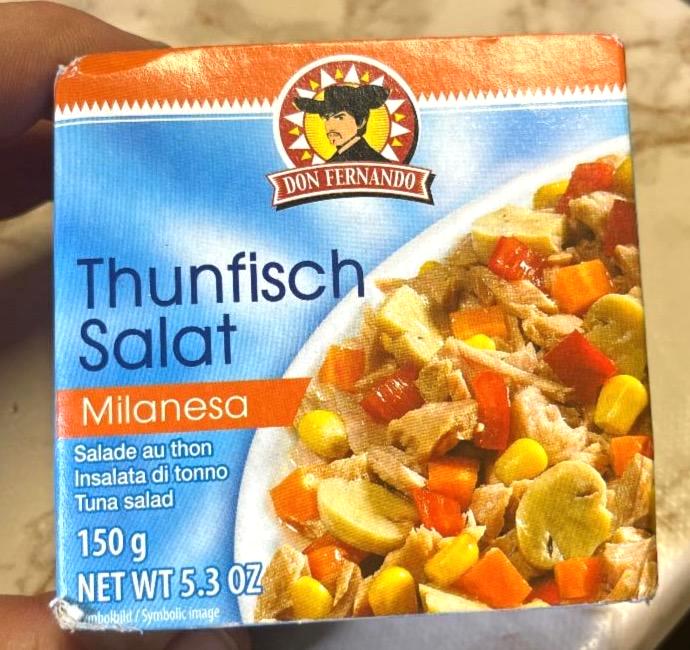 DON FERNANDO
Thunfisch
Salat
Milanesa
Salade au thon
Insalata di tonno
Tuna salad
150 g
NET WT 5.3 OZ
/ Symbolic image